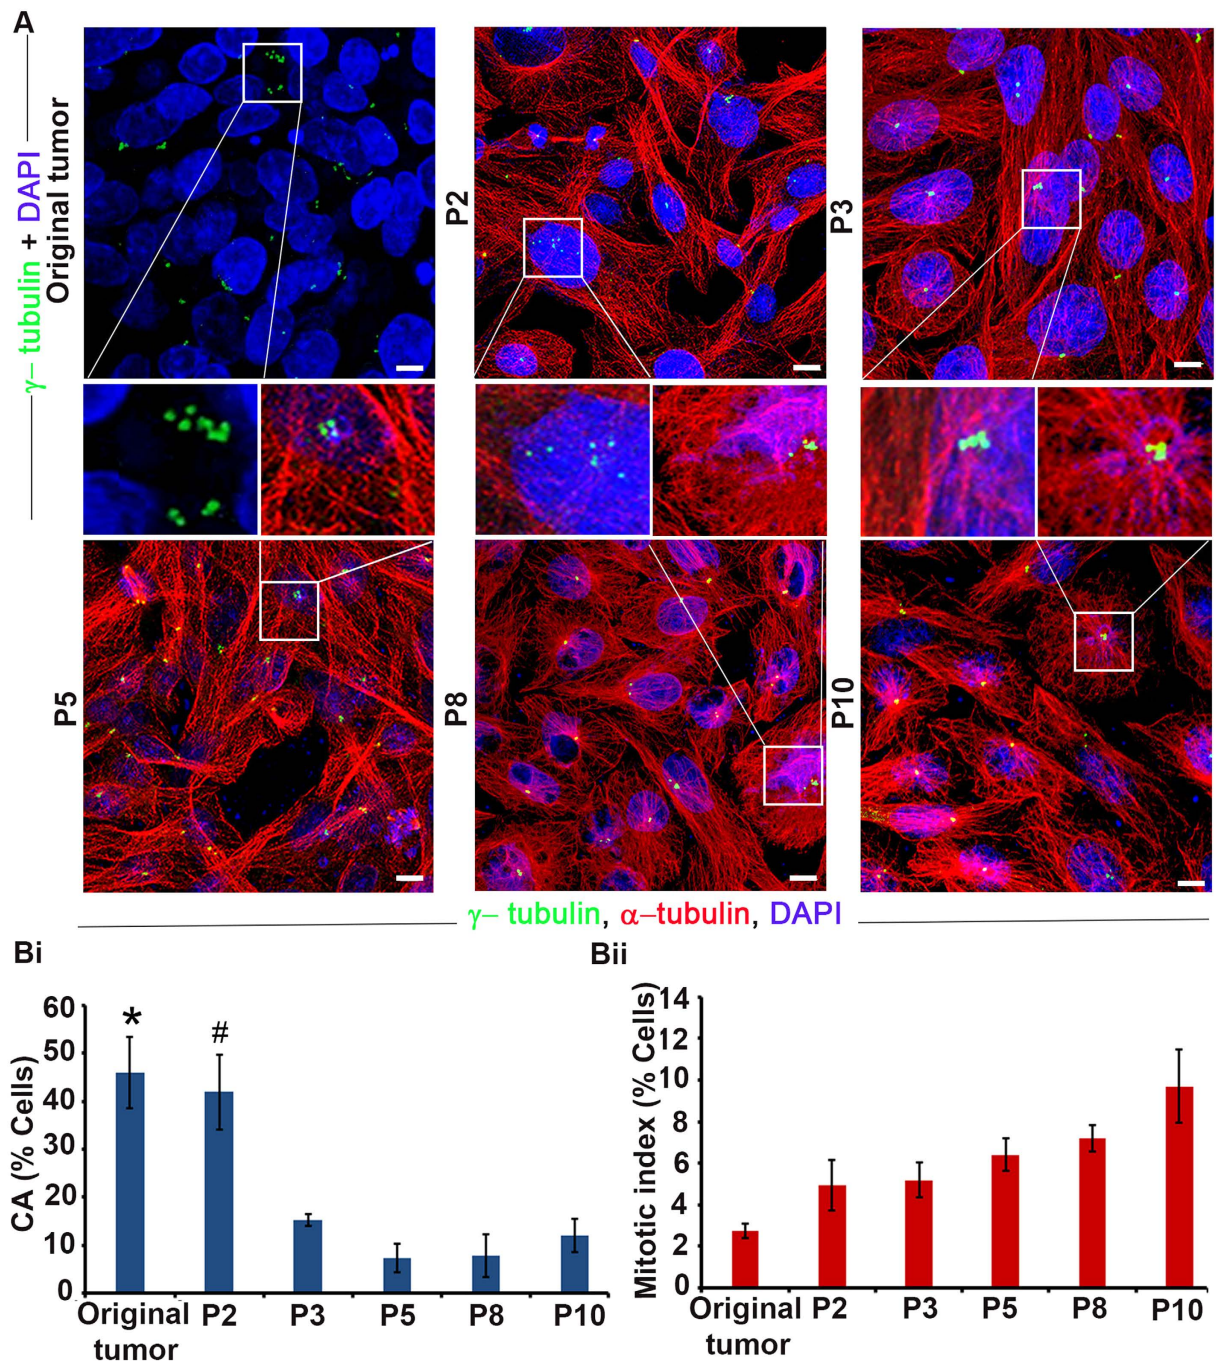 A
γ– tubulin + DAPI
Original tumor
P2
P3
P5
P8
P10
γ– tubulin, α–tubulin, DAPI
Bi
CA (% Cells)
60
50
40
30
20
10
0
*
#
Original tumor
P2
P3
P5
P8
P10
Bii
Mitotic index (% Cells)
14
12
10
8
6
4
2
0
Original tumor
P2
P3
P5
P8
P10